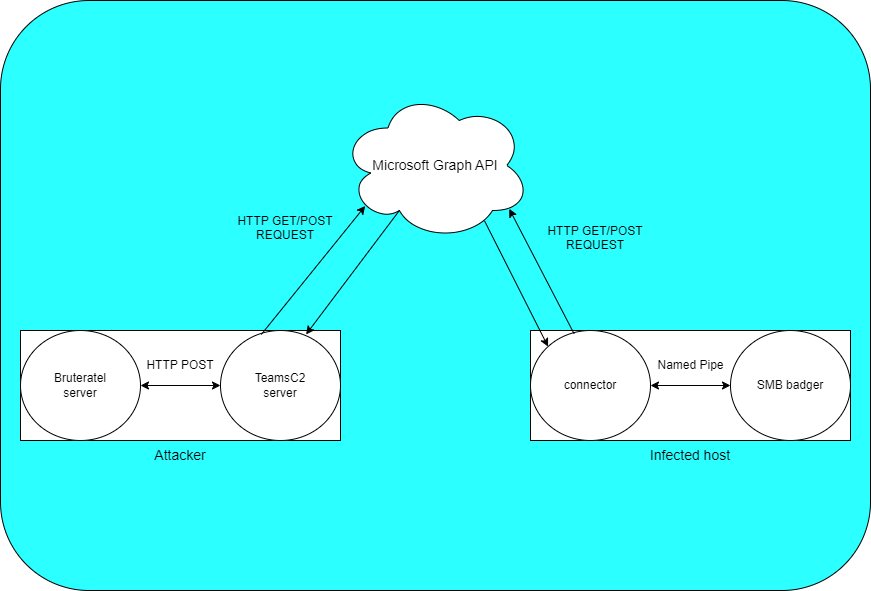 Microsoft Graph API
HTTP GET/POST
REQUEST
HTTP GET/POST
REQUEST
Bruteratel
server
HTTP POST
TeamsC2
server
connector
Named Pipe
SMB badger
Attacker
Infected host